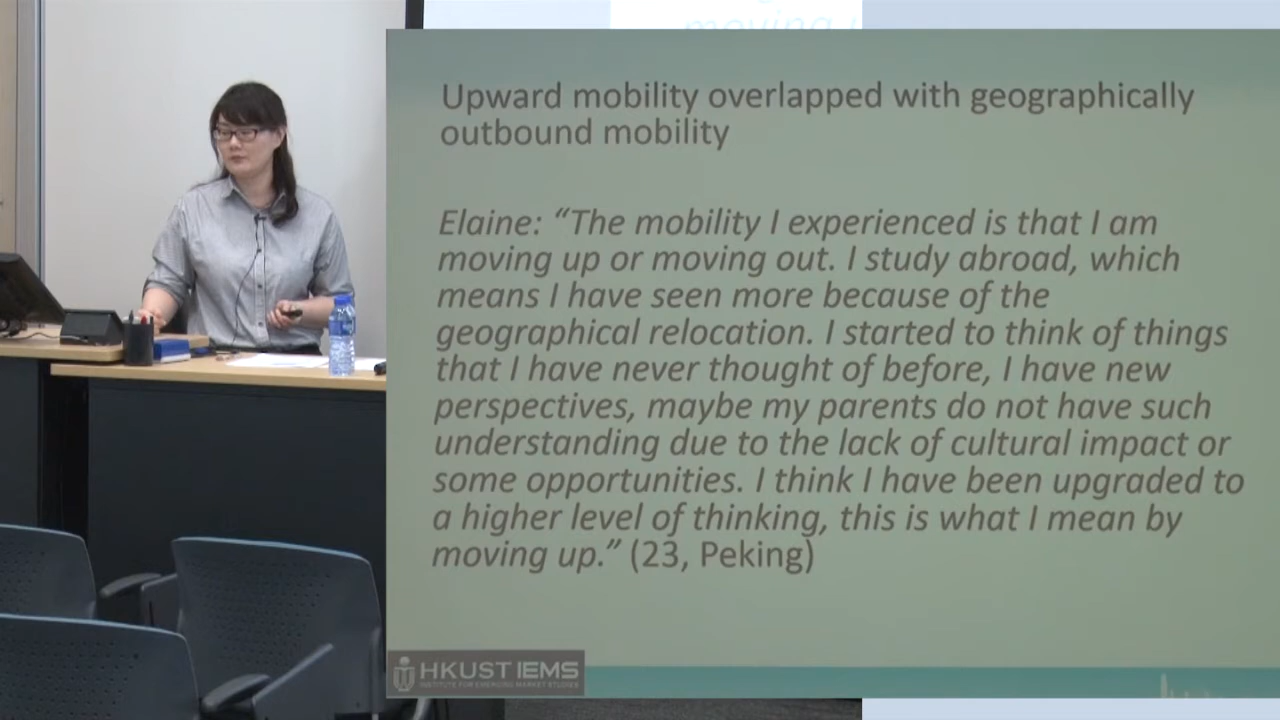 moving u
Upward mobility overlapped with geographically
outbound mobility
Elaine: “The mobility I experienced is that I am
moving up or moving out. I study abroad, which
means I have seen more because of the
geographical relocation. I started to think of things
that I have never thought of before, I have new
perspectives, maybe my parents do not have such
understanding due to the lack of cultural impact or
some opportunities. I think I have been upgraded to
a higher level of thinking, this is what I mean by
moving up.” (23, Peking)
HKUST IEMS
INSTITUTE FOR EMERGING MARKET STUDIES